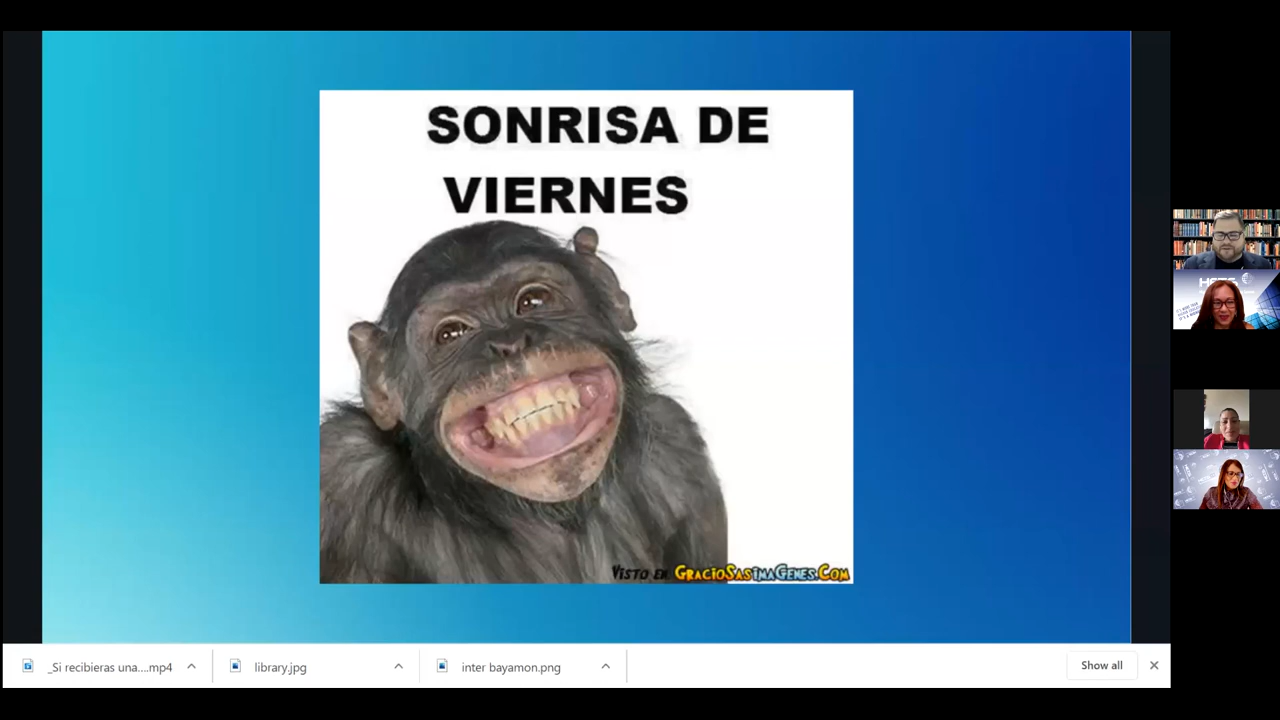 SONRISA DE
VIERNES
VISTO EN GRACIOSASIMAGENES.COM
_Si recibieras una....mp4
library.jpg
inter bayamon.png
Show all